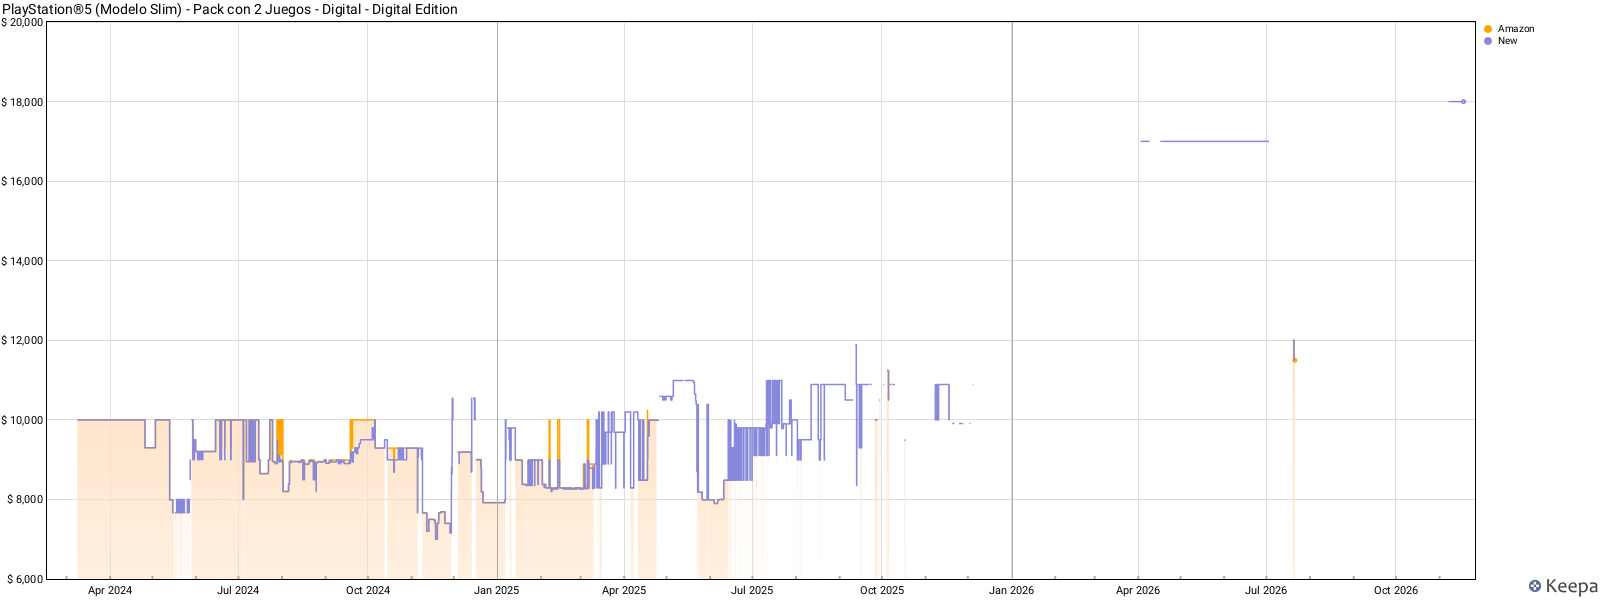 PlayStation®5 (Modelo Slim) - Pack con 2 Juegos - Digital - Digital Edition
$ 20,000
$ 18,000
$ 16,000
$ 14,000
$ 12,000
$ 10,000
$ 8,000
$ 6,000
Apr 2024
Jul 2024
Oct 2024
Jan 2025
Apr 2025
Jul 2025
Oct 2025
Jan 2026
Apr 2026
Jul 2026
Oct 2026
Amazon
New
Keepa